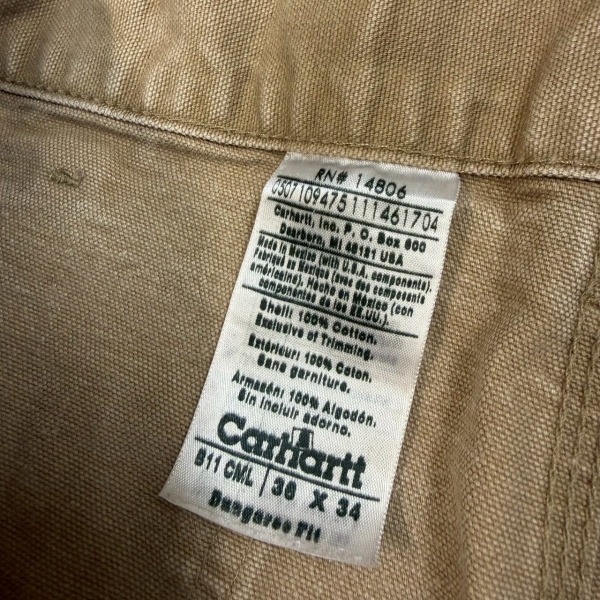 RN# 14806
0507109475111461704
Carhartt, Inc. P. O. Box 600
Dearborn, MI 48121 USA
Made in Mexico (with U.S.A. components).
Fabriqué en Mexique (avec des composants
américains). Hecho en México (con
componentes de los EE.UU.).
Shell: 100% Cotton.
Exclusive of Trimming.
Extérieur: 100% Coton.
Sans garniture.
Armazón: 100% Algodón.
Sin incluir adorno.
Carhartt
B11 CML 36 X 34
Dungaree Fit